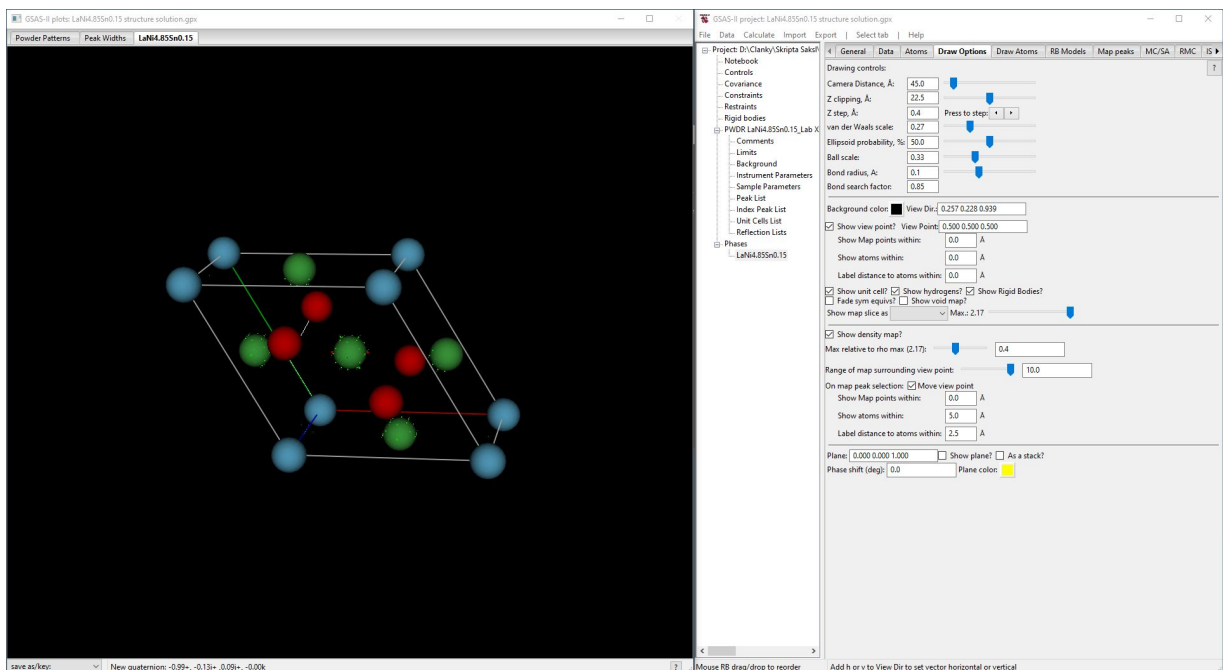 GSAS-II plots: LaNi4.85Sn0.15 structure solution.gpx
Powder Patterns Peak Widths LaNi4.85Sn0.15
save as/key: New quaternion: -0.99+, -0.13i+ ,0.09j+, -0.00k ?
GSAS-II project: LaNi4.85Sn0.15 structure solution.gpx
File Data Calculate Import Export | Select tab | Help
Project: D:\Clanky\Skripta Saksl\
Notebook
Controls
Covariance
Constraints
Restraints
Rigid bodies
PWDR LaNi4.85Sn0.15_Lab X
Comments
Limits
Background
Instrument Parameters
Sample Parameters
Peak List
Index Peak List
Unit Cells List
Reflection Lists
Phases
LaNi4.85Sn0.15
General Data Atoms Draw Options Draw Atoms RB Models Map peaks MC/SA RMC IS
Drawing controls: ?
Camera Distance, Å: 45.0
Z clipping, Å: 22.5
Z step, Å: 0.4 Press to step:
van der Waals scale: 0.27
Ellipsoid probability, %: 50.0
Ball scale: 0.33
Bond radius, A: 0.1
Bond search factor: 0.85
Background color: View Dir.: 0.257 0.228 0.939
Show view point? View Point: 0.500 0.500 0.500
Show Map points within: 0.0 Å
Show atoms within: 0.0 Å
Label distance to atoms within: 0.0 Å
Show unit cell? Show hydrogens? Show Rigid Bodies?
Fade sym equivs? Show void map?
Show map slice as Max.: 2.17
Show density map?
Max relative to rho max (2.17): 0.4
Range of map surrounding view point: 10.0
On map peak selection: Move view point
Show Map points within: 0.0 Å
Show atoms within: 5.0 Å
Label distance to atoms within: 2.5 Å
Plane: 0.000 0.000 1.000 Show plane? As a stack?
Phase shift (deg): 0.0 Plane color:
Mouse RB drag/drop to reorder Add h or v to View Dir to set vector horizontal or vertical